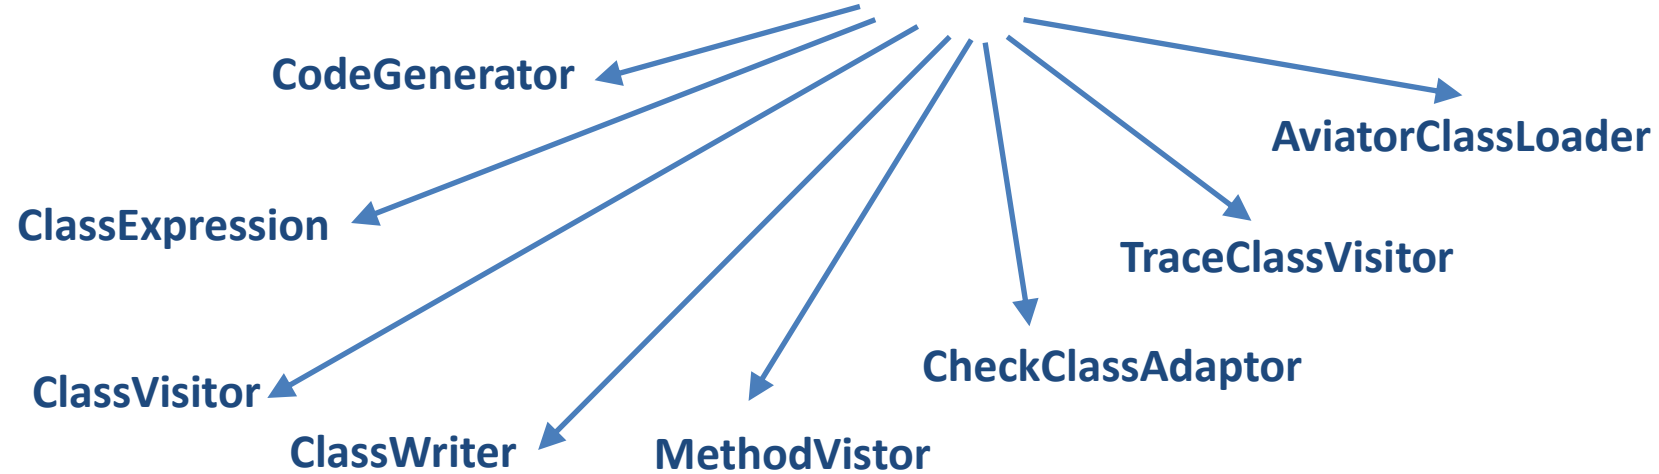 CodeGenerator
AviatorClassLoader
ClassExpression
TraceClassVisitor
CheckClassAdaptor
ClassVisitor
ClassWriter
MethodVistor